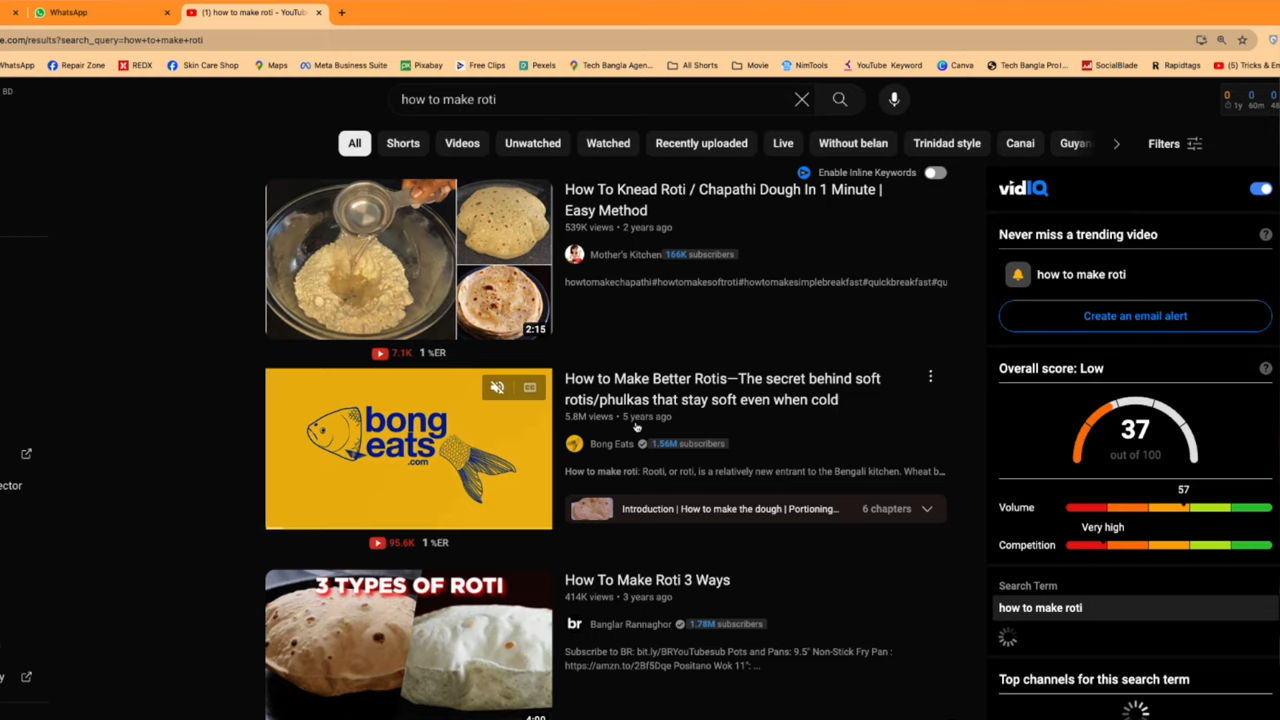 WhatsApp
(1) how to make roti - YouTub
e.com/results?search_query=how+to+make+roti
WhatsApp
Repair Zone
REDX
Skin Care Shop
Maps
Meta Business Suite
Pixabay
Free Clips
Pexels
Tech Bangla Agen...
All Shorts
Movie
NimTools
YouTube Keyword
Canva
Tech Bangla Pro|...
SocialBlade
Rapidtags
(5) Tricks & Em
BD
how to make roti
0 0 0
1y 60m 48
All
Shorts
Videos
Unwatched
Watched
Recently uploaded
Live
Without belan
Trinidad style
Canai
Guyan
Filters
Enable Inline Keywords
How To Knead Roti / Chapathi Dough In 1 Minute |
Easy Method
539K views • 2 years ago
Mother's Kitchen 166K subscribers
howtomakechapathi#howtomakesoftroti#howtomakesimplebreakfast#quickbreakfast#qu
2:15
7.1K 1 %ER
bong
eats
.com
How to Make Better Rotis—The secret behind soft
rotis/phulkas that stay soft even when cold
5.8M views • 5 years ago
Bong Eats 1.56M subscribers
How to make roti: Rooti, or roti, is a relatively new entrant to the Bengali kitchen. Wheat b...
Introduction | How to make the dough | Portioning...
6 chapters
95.6K 1 %ER
3 TYPES OF ROTI
4:00
How To Make Roti 3 Ways
414K views • 3 years ago
br Banglar Rannaghor 1.78M subscribers
Subscribe to BR: bit.ly/BRYouTubesub Pots and Pans: 9.5" Non-Stick Fry Pan :
https://amzn.to/2Bf5Dqe Positano Wok 11": ...
ector
y
vidIQ
Never miss a trending video
how to make roti
Create an email alert
Overall score: Low
37
out of 100
57
Volume
Very high
Competition
Search Term
how to make roti
Top channels for this search term